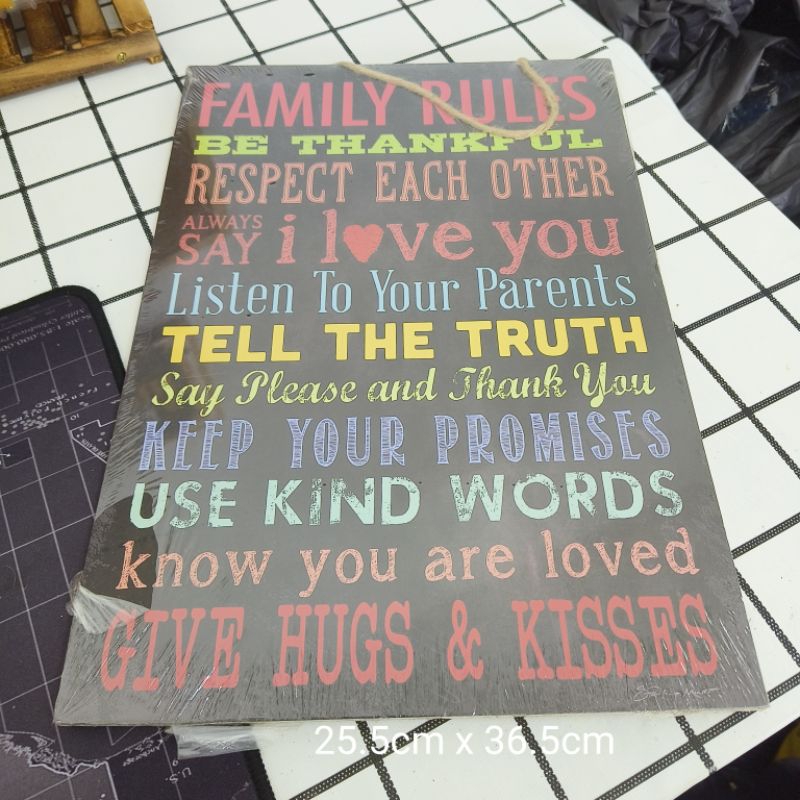 FAMILY RULES
BE THANKFUL
RESPECT EACH OTHER
ALWAYS
SAY i love you
Listen To Your Parents
TELL THE TRUTH
Say Please and Thank You
KEEP YOUR PROMISES
USE KIND WORDS
know you are loved
GIVE HUGS & KISSES
25.5cm x 36.5cm